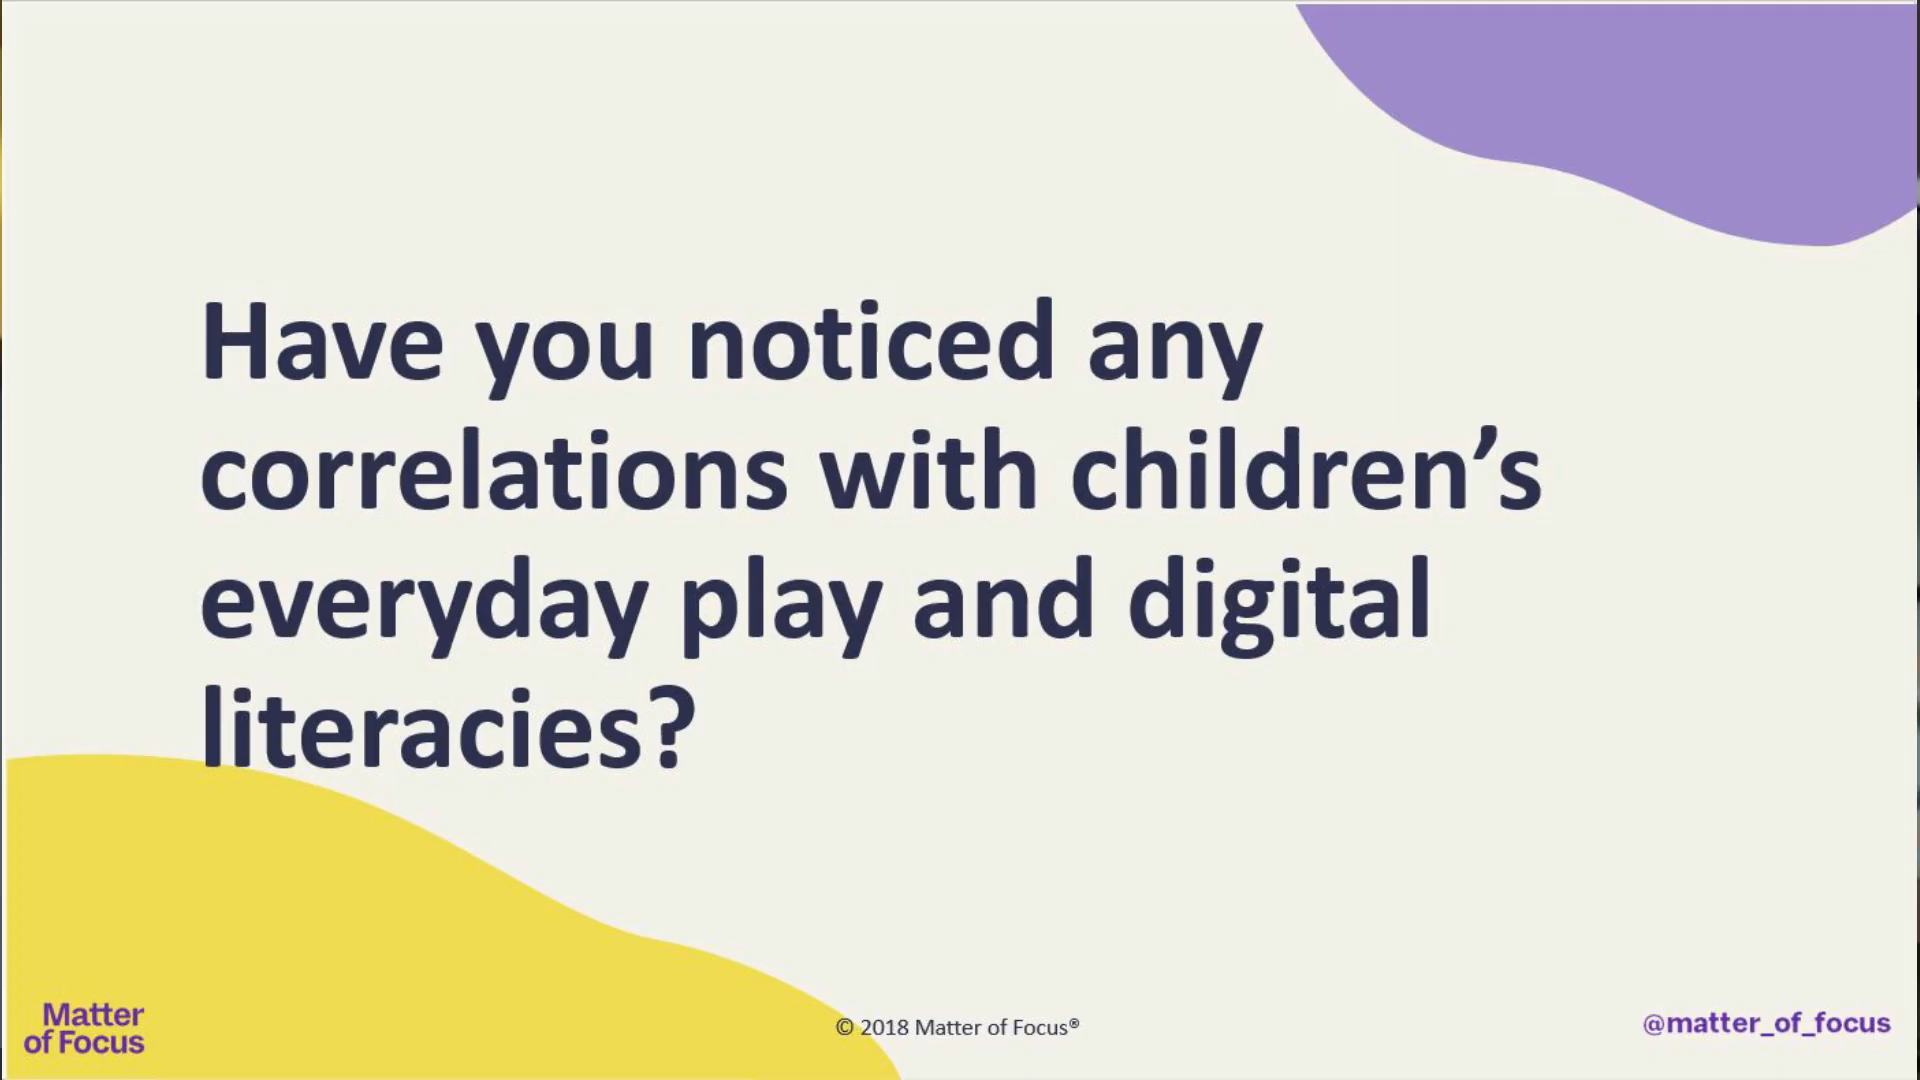 Have you noticed any
correlations with children’s
everyday play and digital
literacies?
Matter
of Focus
© 2018 Matter of Focus®
@matter_of_focus